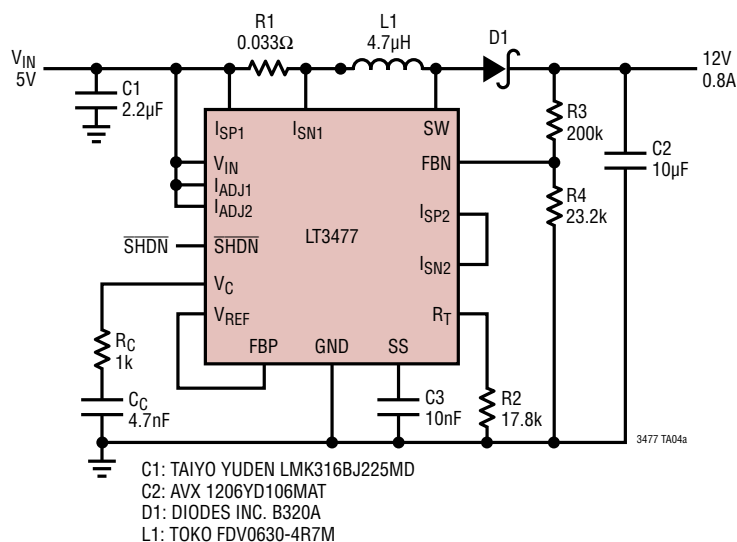 R1
0.033Ω
L1
4.7µH
D1
VIN
5V
12V
0.8A
C1
2.2µF
ISP1
ISN1
SW
R3
200k
C2
10µF
VIN
FBN
IADJ1
IADJ2
R4
23.2k
ISP2
SHDN
SHDN
LT3477
ISN2
VC
VREF
RT
RC
1k
FBP
GND
SS
CC
4.7nF
C3
10nF
R2
17.8k
3477 TA04a
C1: TAIYO YUDEN LMK316BJ225MD
C2: AVX 1206YD106MAT
D1: DIODES INC. B320A
L1: TOKO FDV0630-4R7M